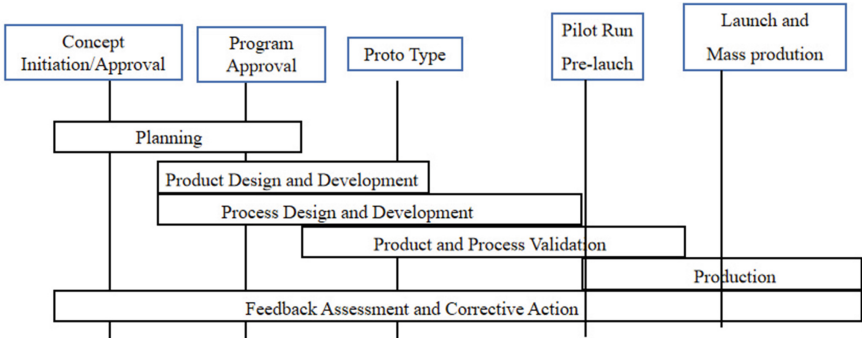 Concept
Initiation/Approval
Program
Approval
Proto Type
Pilot Run
Pre-lauch
Launch and
Mass prodution
Planning
Product Design and Development
Process Design and Development
Product and Process Validation
Production
Feedback Assessment and Corrective Action